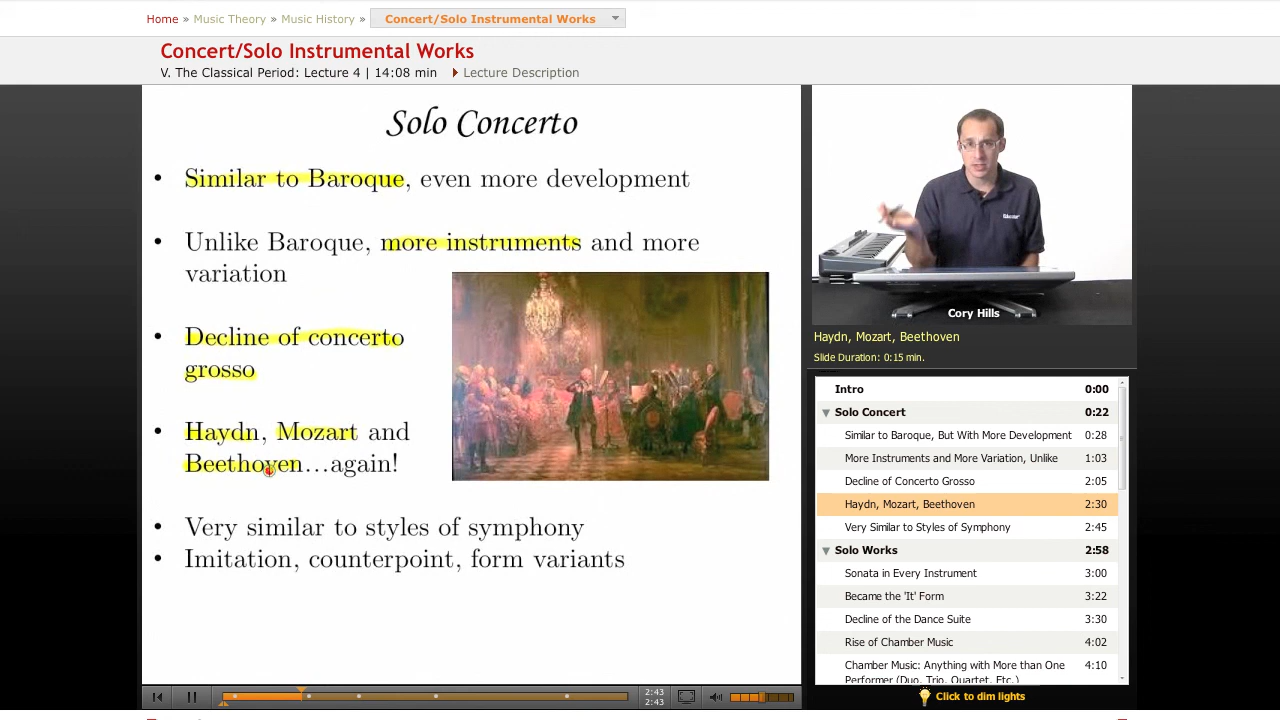 Home » Music Theory » Music History » Concert/Solo Instrumental Works
Concert/Solo Instrumental Works
V. The Classical Period: Lecture 4 | 14:08 min Lecture Description
Solo Concerto
• Similar to Baroque, even more development
• Unlike Baroque, more instruments and more
variation
• Decline of concerto
grosso
• Haydn, Mozart and
Beethoven...again!
• Very similar to styles of symphony
• Imitation, counterpoint, form variants
Cory Hills
Haydn, Mozart, Beethoven
Slide Duration: 0:15 min.
Intro 0:00
Solo Concert 0:22
Similar to Baroque, But With More Development 0:28
More Instruments and More Variation, Unlike 1:03
Decline of Concerto Grosso 2:05
Haydn, Mozart, Beethoven 2:30
Very Similar to Styles of Symphony 2:45
Solo Works 2:58
Sonata in Every Instrument 3:00
Became the 'It' Form 3:22
Decline of the Dance Suite 3:30
Rise of Chamber Music 4:02
Chamber Music: Anything with More than One 4:10
Performer (Duo, Trio, Quartet, Etc.)
2:43
2:43
Click to dim lights